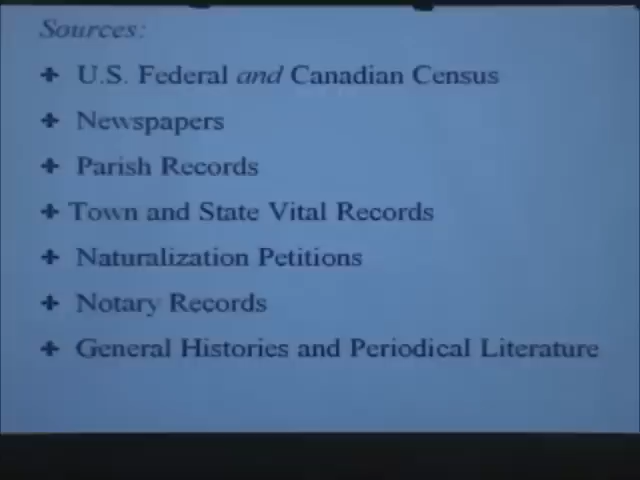 Sources:
✚ U.S. Federal and Canadian Census
✚ Newspapers
✚ Parish Records
✚ Town and State Vital Records
✚ Naturalization Petitions
✚ Notary Records
✚ General Histories and Periodical Literature